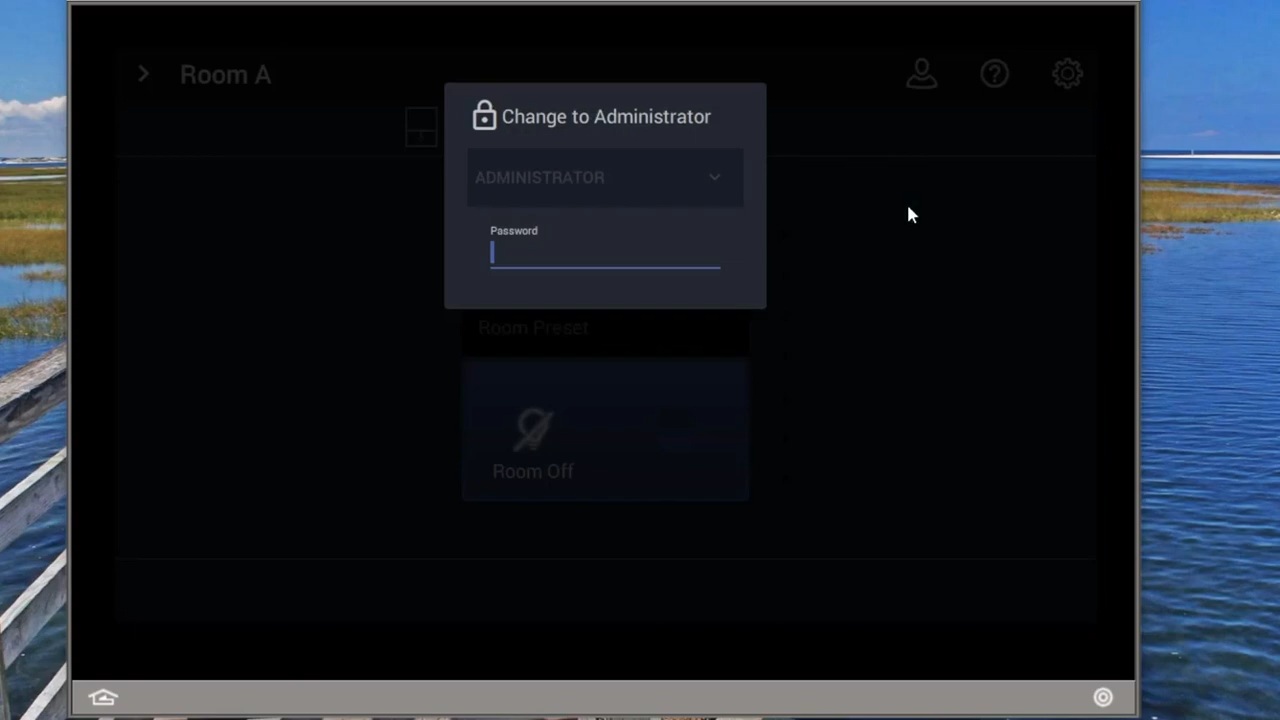 Room A
Change to Administrator
ADMINISTRATOR
Password
Room Preset
Room Off